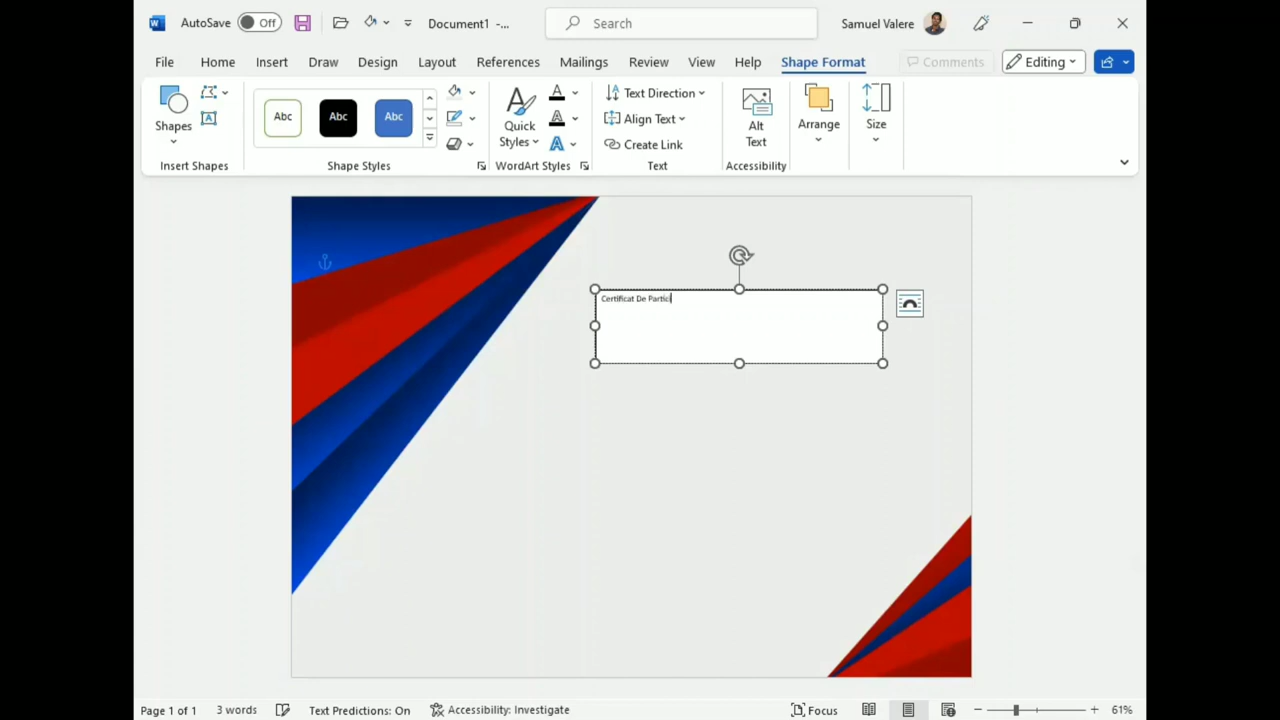 AutoSave Off Document1 -... Search Samuel Valere
File Home Insert Draw Design Layout References Mailings Review View Help Shape Format Comments Editing
Shapes
Insert Shapes
Abc Abc Abc
Shape Styles
Quick Styles
WordArt Styles
Text Direction
Align Text
Create Link
Text
Alt Text
Accessibility
Arrange
Size
Certificat De Partici
Page 1 of 1 3 words Text Predictions: On Accessibility: Investigate Focus 61%